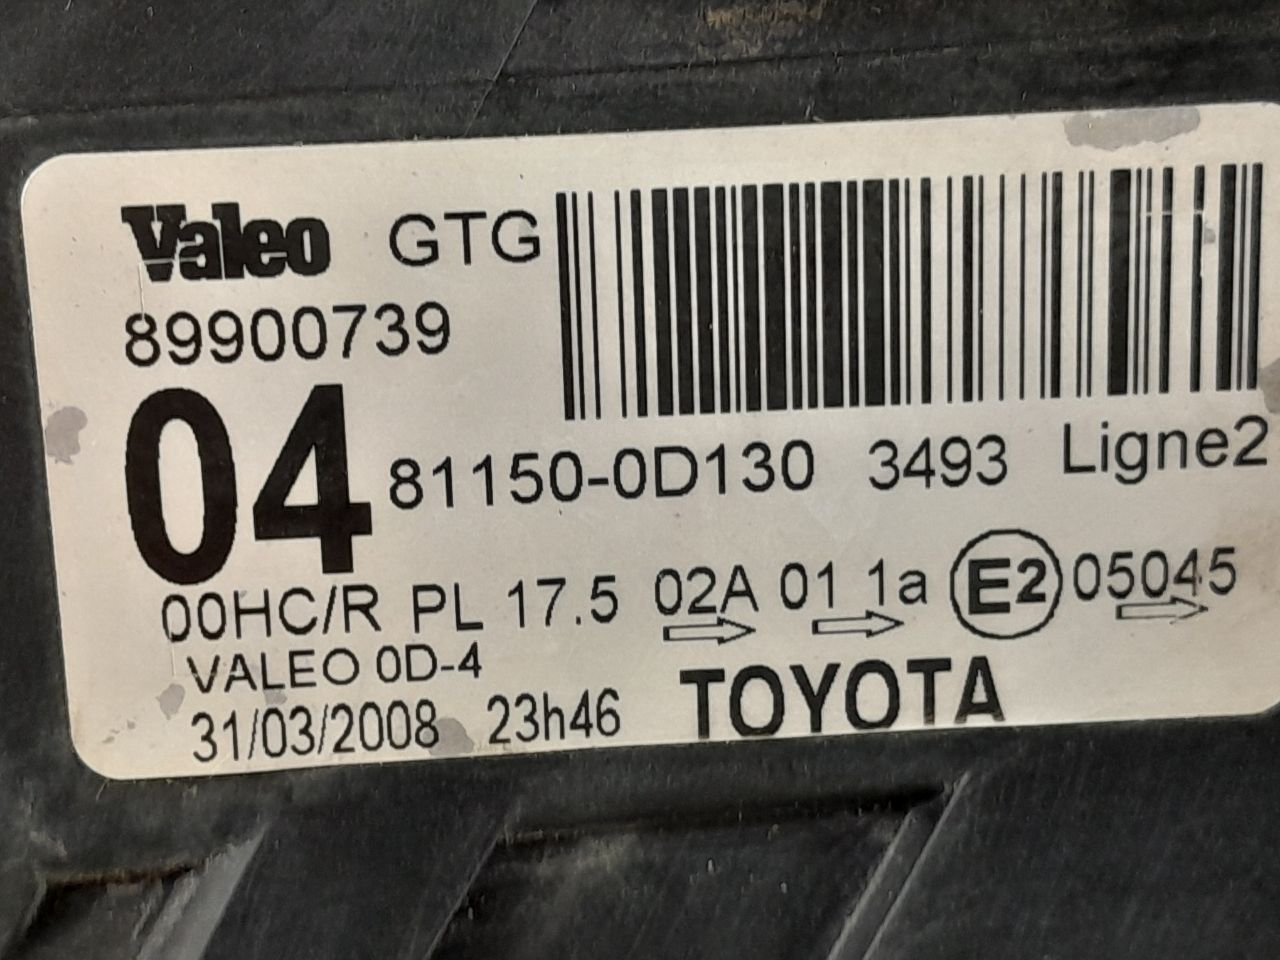 Valeo GTG
89900739
04 81150-0D130 3493 Ligne2
00HC/R PL 17.5 02A 01 1a E2 05045
VALEO 0D-4
31/03/2008 23h46 TOYOTA